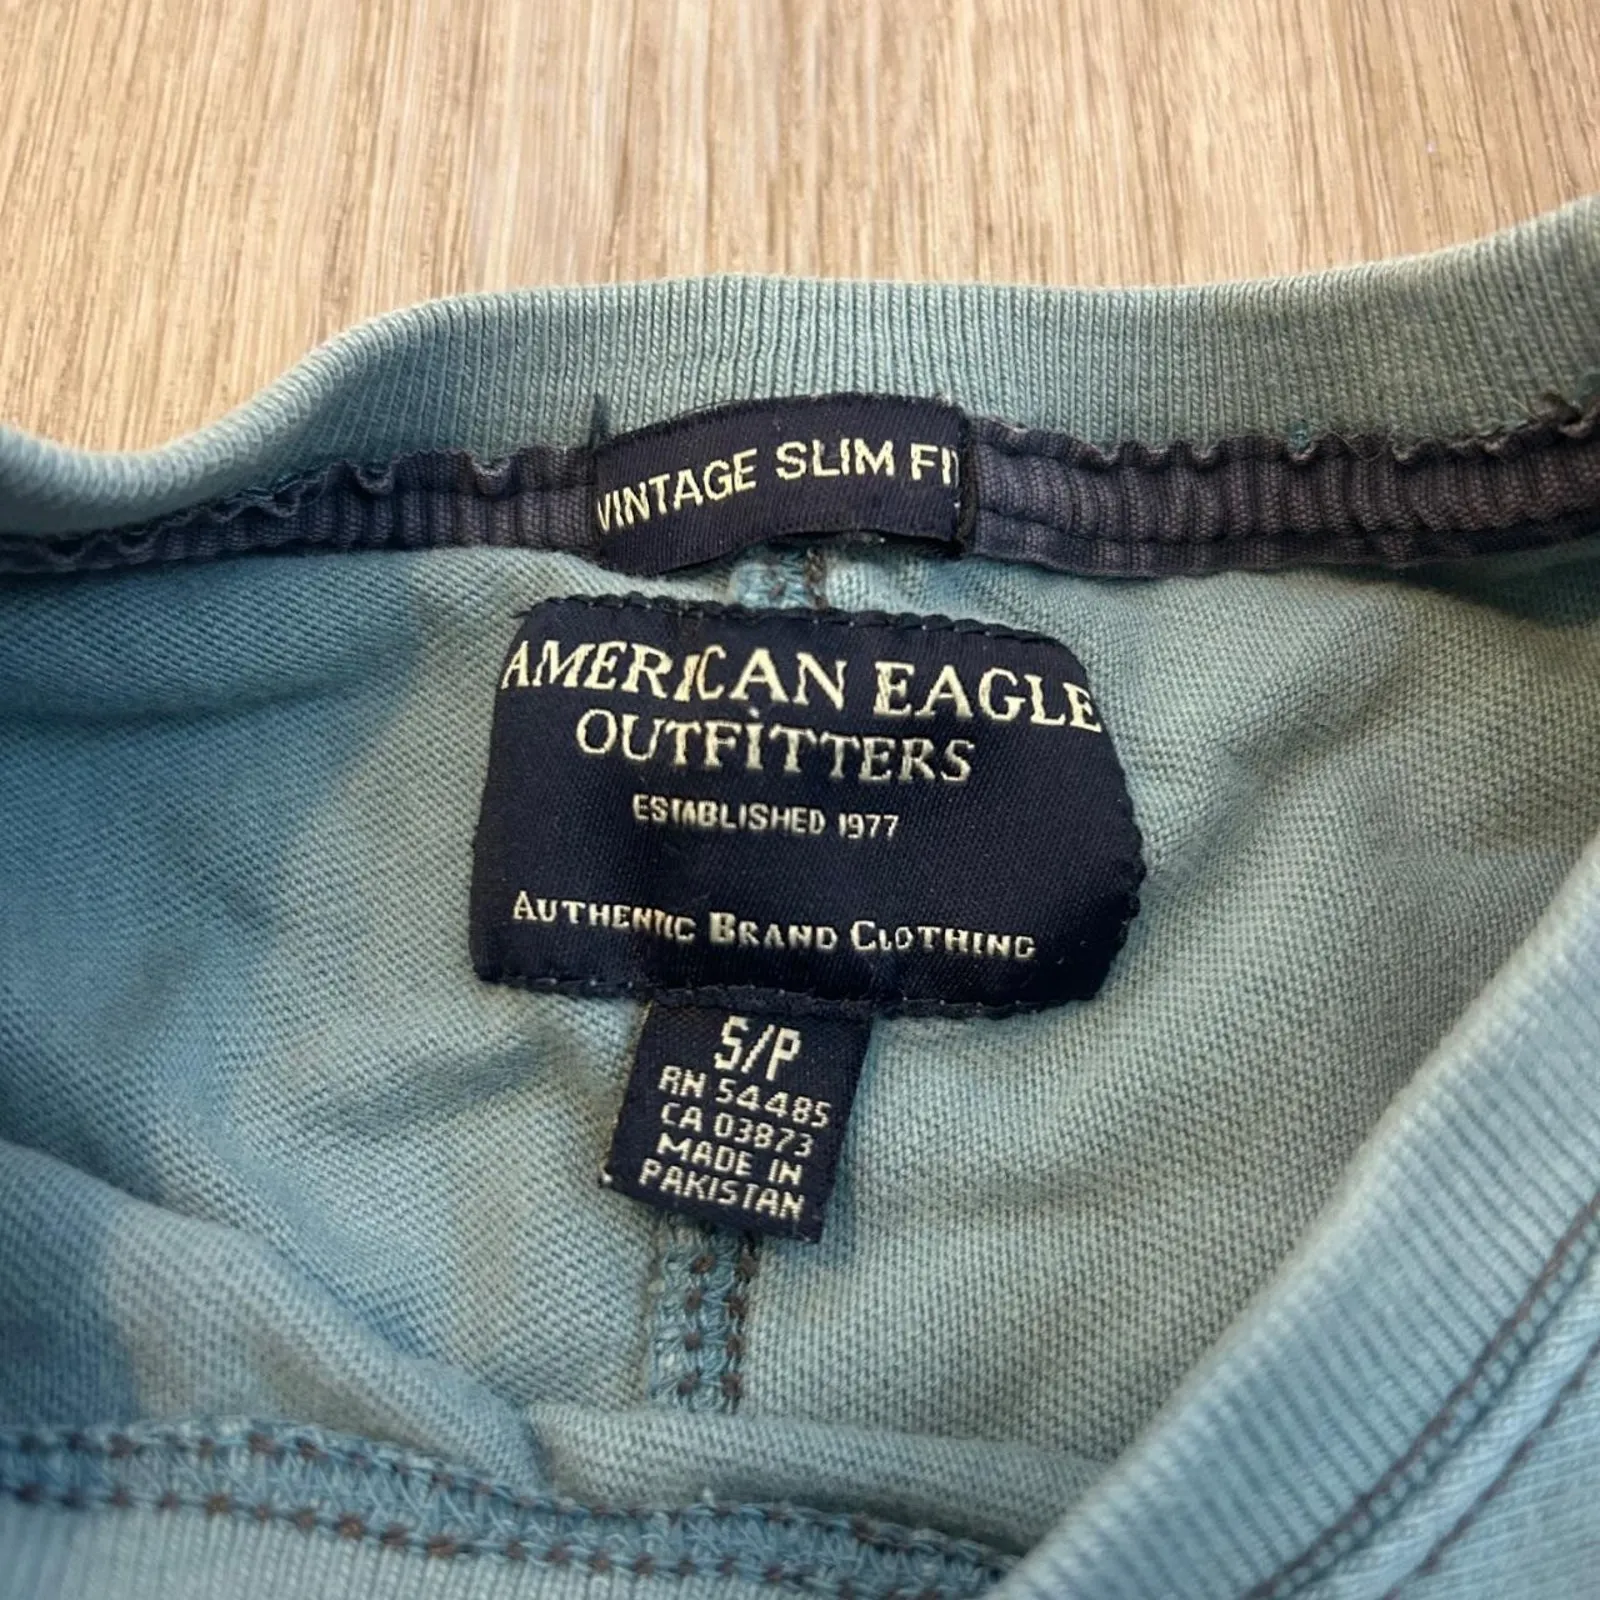 VINTAGE SLIM FIT
AMERICAN EAGLE
OUTFITTERS
ESTABLISHED 1977
AUTHENTIC BRAND CLOTHING
S/P
RN 54485
CA 03873
MADE IN
PAKISTAN